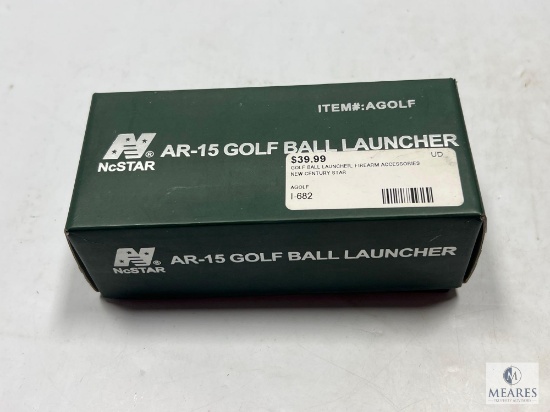 ITEM#:AGOLF
NcSTAR®
AR-15 GOLF BALL LAUNCHER
$39.99
UD
GOLF BALL LAUNCHER, FIREARM ACCESSORIES
NEW CENTURY STAR
AGOLF
I-682
NcSTAR®
AR-15 GOLF BALL LAUNCHER
M
MEARES